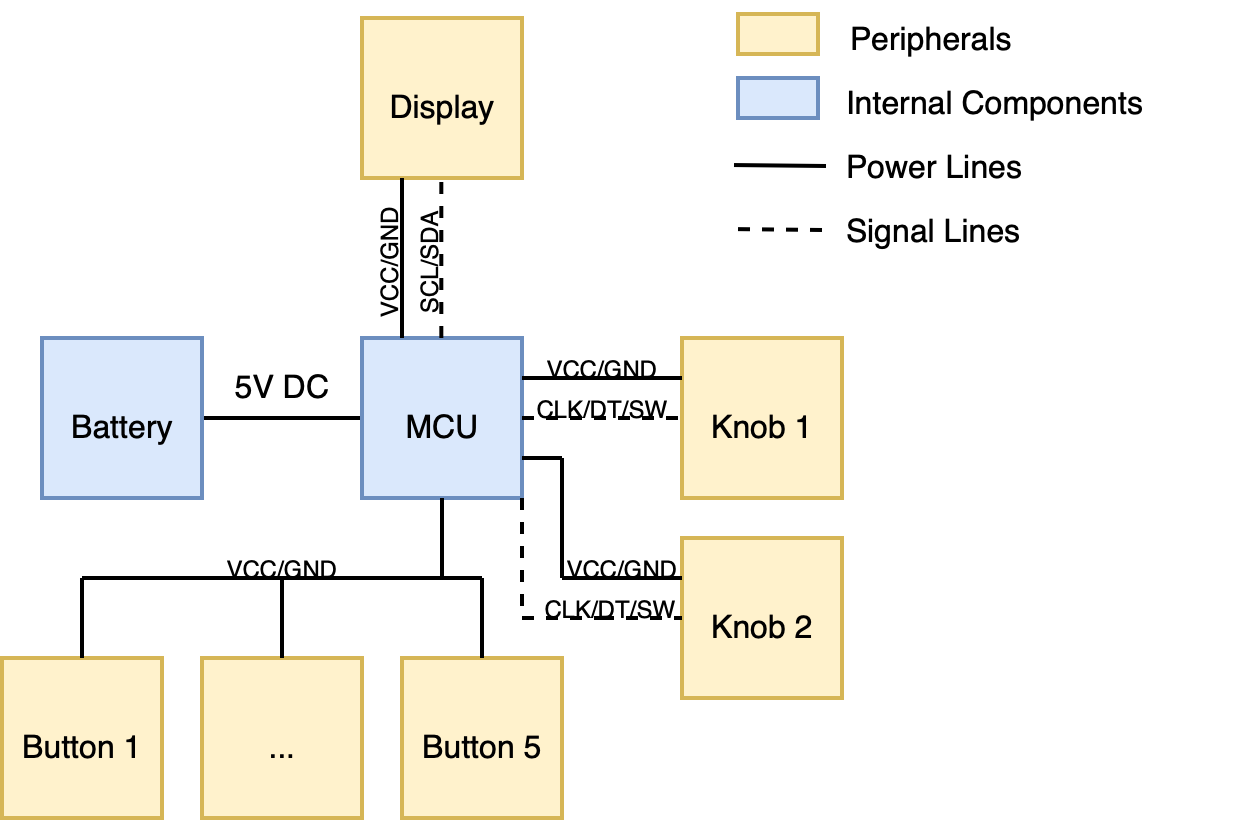 Display
Peripherals
Internal Components
Power Lines
Signal Lines
VCC/GND
SCL/SDA
Battery
5V DC
MCU
VCC/GND
CLK/DT/SW
Knob 1
VCC/GND
VCC/GND
CLK/DT/SW
Knob 2
Button 1
...
Button 5